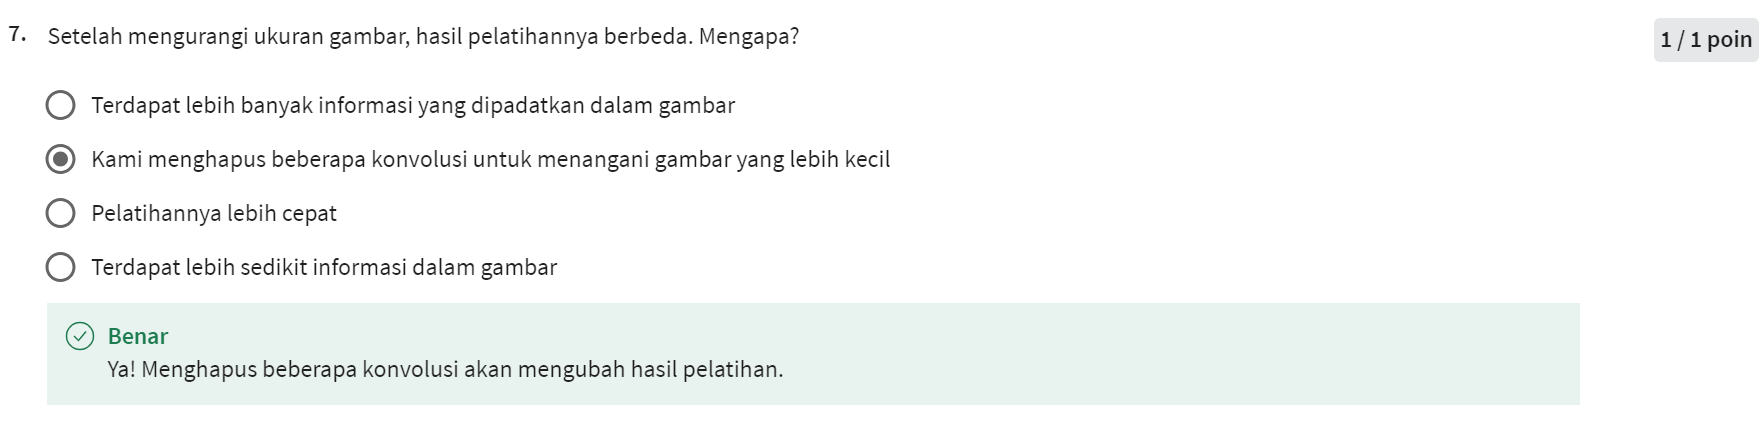 7. Setelah mengurangi ukuran gambar, hasil pelatihannya berbeda. Mengapa?
1 / 1 poin
Terdapat lebih banyak informasi yang dipadatkan dalam gambar
Kami menghapus beberapa konvolusi untuk menangani gambar yang lebih kecil
Pelatihannya lebih cepat
Terdapat lebih sedikit informasi dalam gambar
Benar
Ya! Menghapus beberapa konvolusi akan mengubah hasil pelatihan.